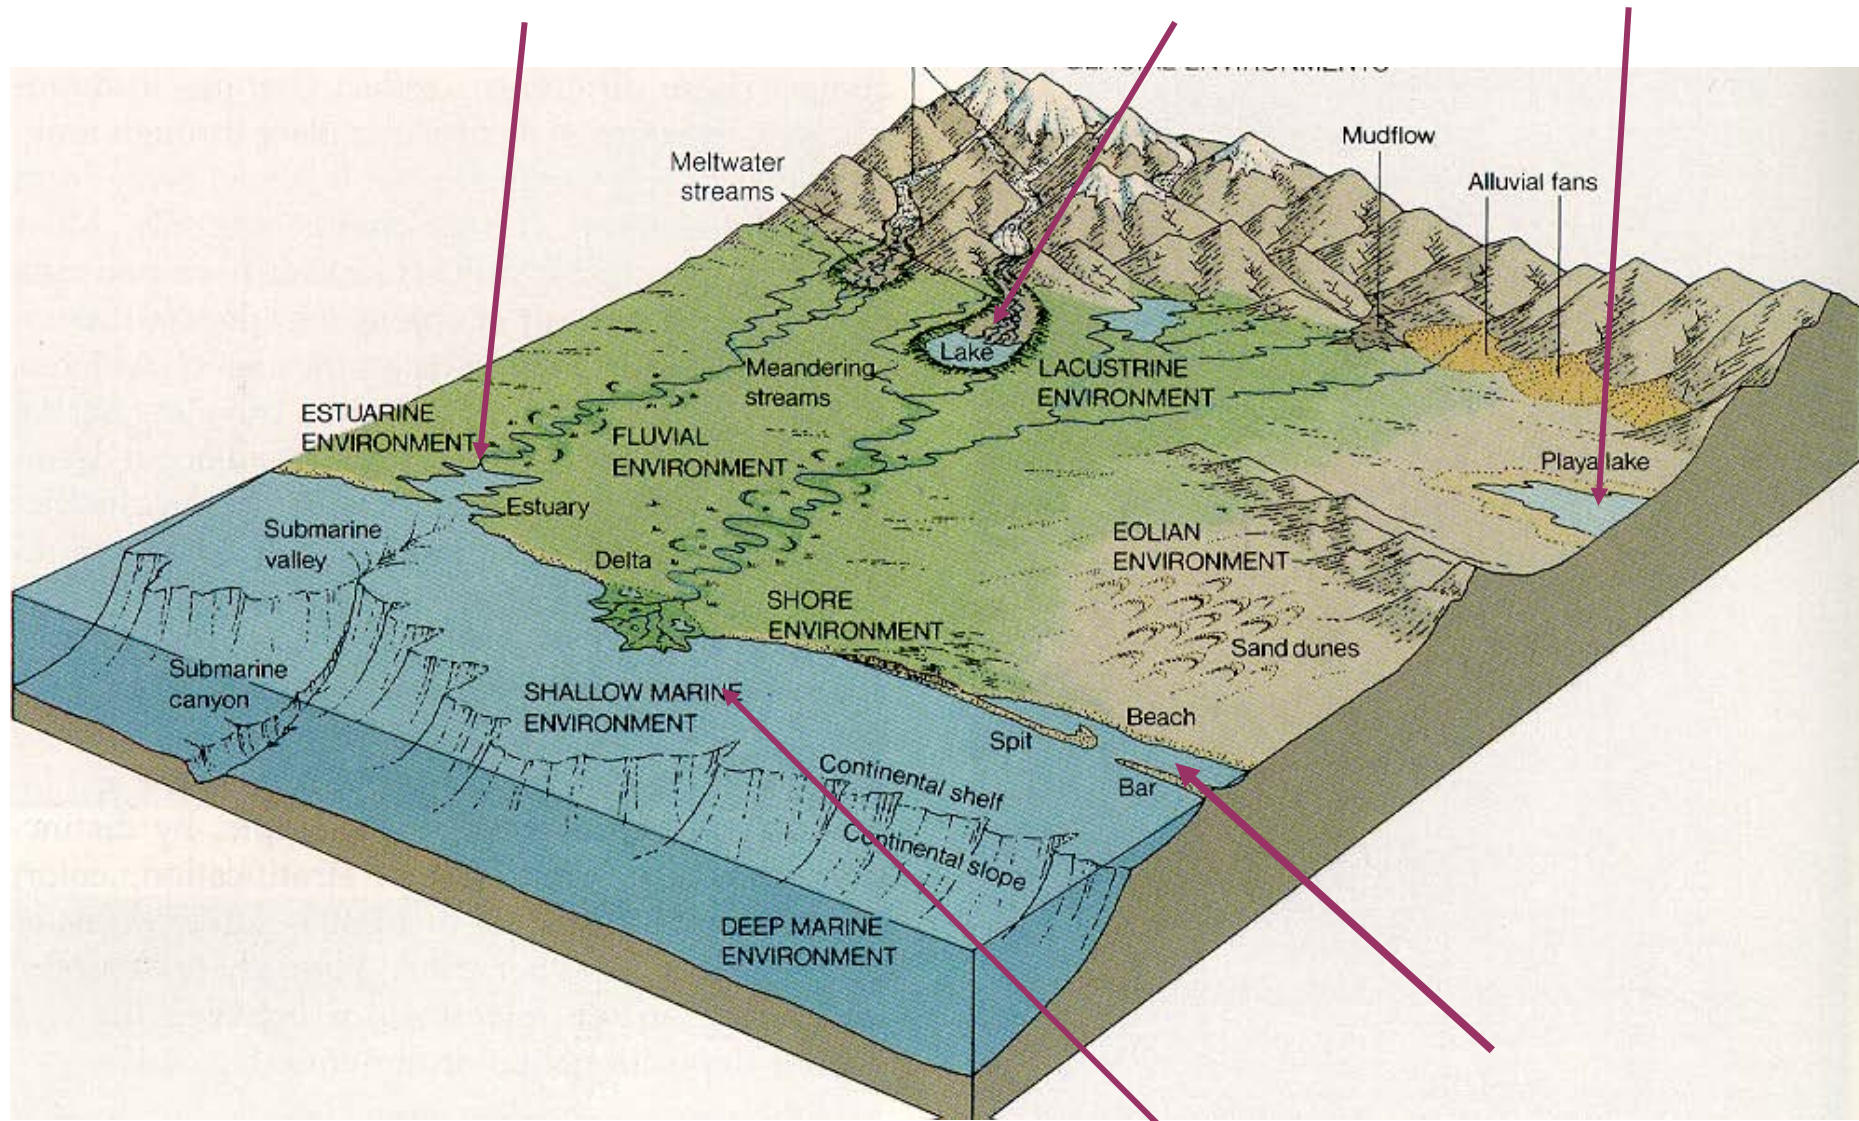 Mudflow
Meltwater
streams
Alluvial fans
Lake
Meandering
streams
LACUSTRINE
ENVIRONMENT
ESTUARINE
ENVIRONMENT
FLUVIAL
ENVIRONMENT
Playa lake
Estuary
Submarine
valley
Delta
EOLIAN
ENVIRONMENT
SHORE
ENVIRONMENT
Sand dunes
Submarine
canyon
SHALLOW MARINE
ENVIRONMENT
Beach
Spit
Bar
Continental shelf
Continental slope
DEEP MARINE
ENVIRONMENT